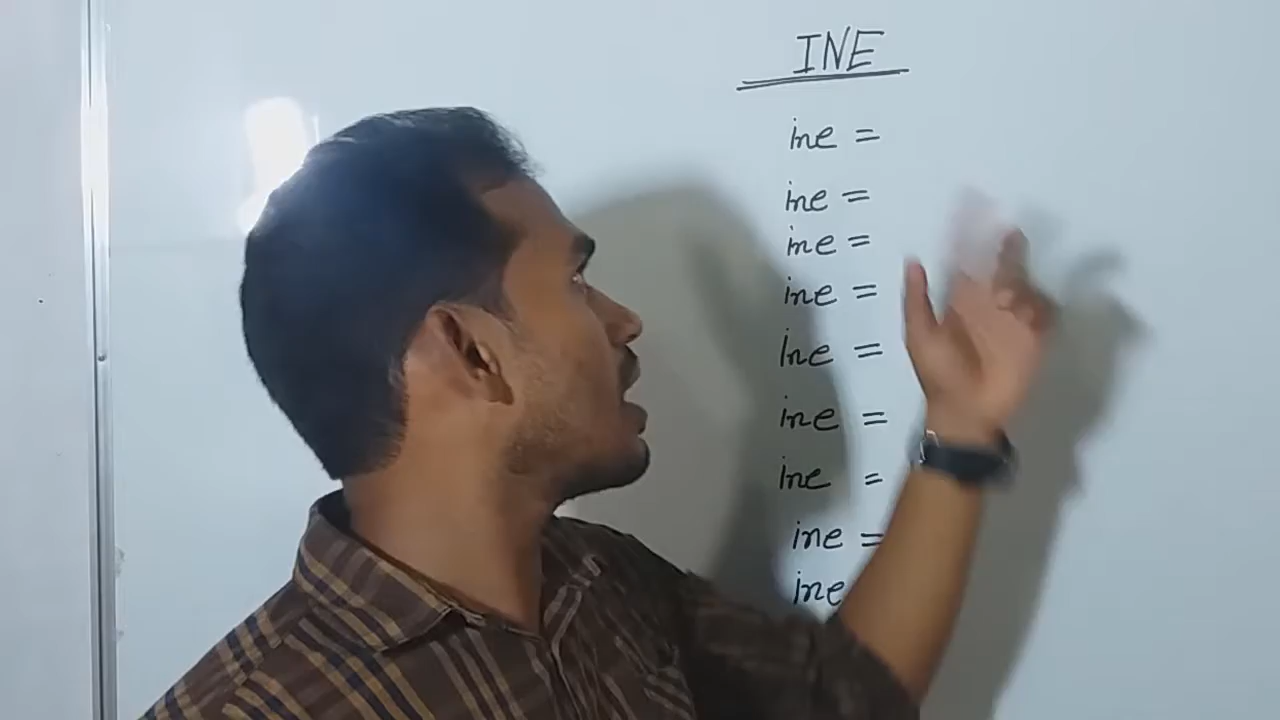 INE
ine =
ine =
ine =
ine =
ine =
ine =
ine =
ine =
ine